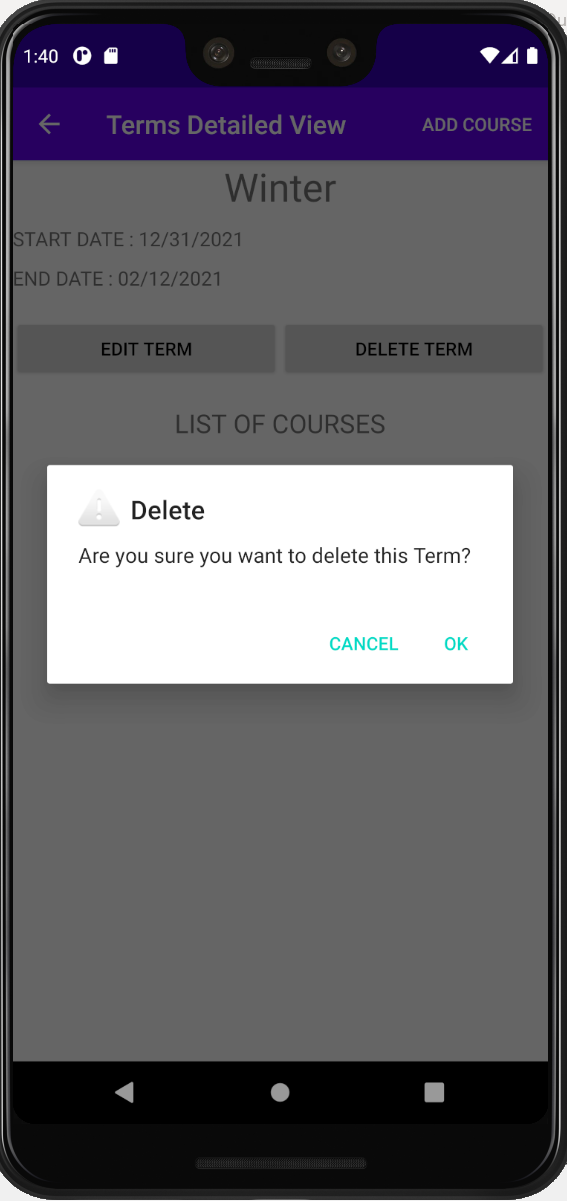 1:40
Terms Detailed View ADD COURSE
Winter
START DATE : 12/31/2021
END DATE : 02/12/2021
EDIT TERM DELETE TERM
LIST OF COURSES
Delete
Are you sure you want to delete this Term?
CANCEL OK